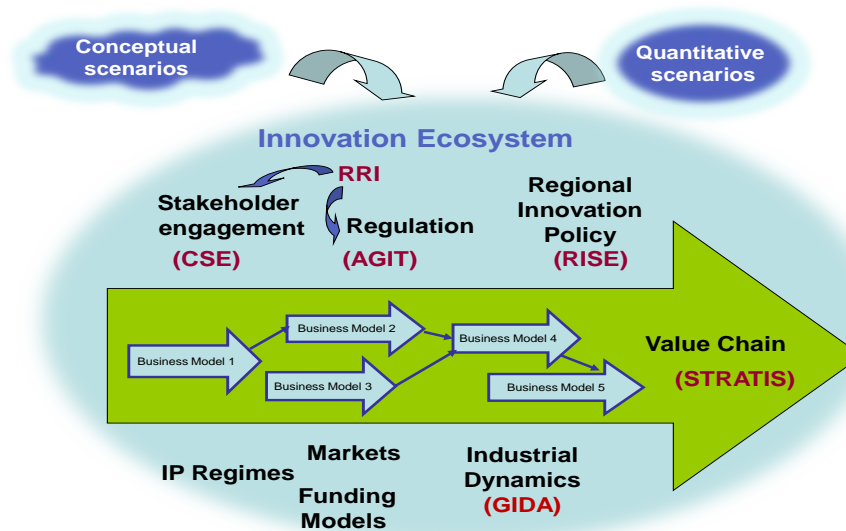 Conceptual
scenarios
Quantitative
scenarios
Innovation Ecosystem
RRI
Stakeholder
engagement
(CSE)
Regulation
(AGIT)
Regional
Innovation
Policy
(RISE)
Business Model 1
Business Model 2
Business Model 3
Business Model 4
Business Model 5
Value Chain
(STRATIS)
IP Regimes
Markets
Funding
Models
Industrial
Dynamics
(GIDA)